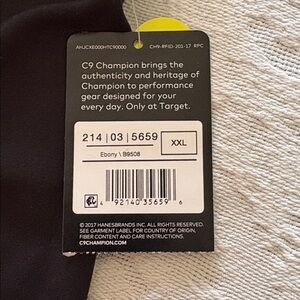 AHJCXE000HTC90000 CH9-RFID-201-17 RPC
C9 Champion brings the
authenticity and heritage of
Champion to performance
gear designed for your
every day. Only at Target.
214 | 03 | 5659
XXL
Ebony \ B9508
4 92140 35659 6
© 2017 HANESBRANDS INC. ALL RIGHTS RESERVED.
SEE GARMENT LABEL FOR COUNTRY OF ORIGIN,
FIBER CONTENT AND CARE INSTRUCTIONS.
C9CHAMPION.COM